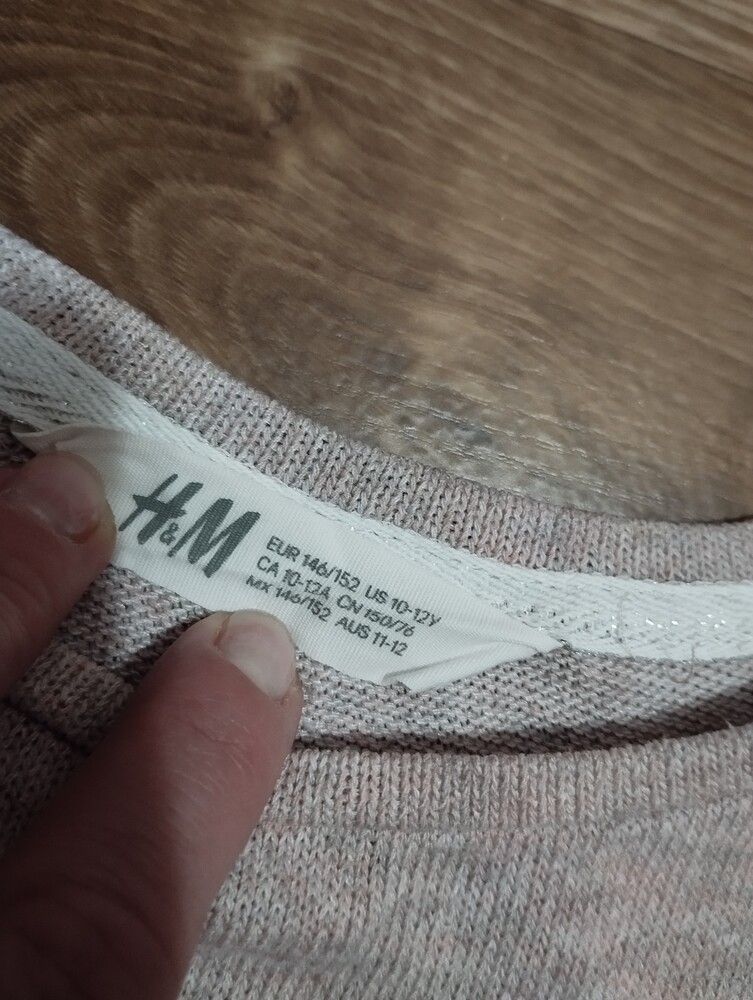 H&M
EUR 146/152 US 10-12Y
CA 10-12A CN 150/76
MX 146/152 AUS 11-12